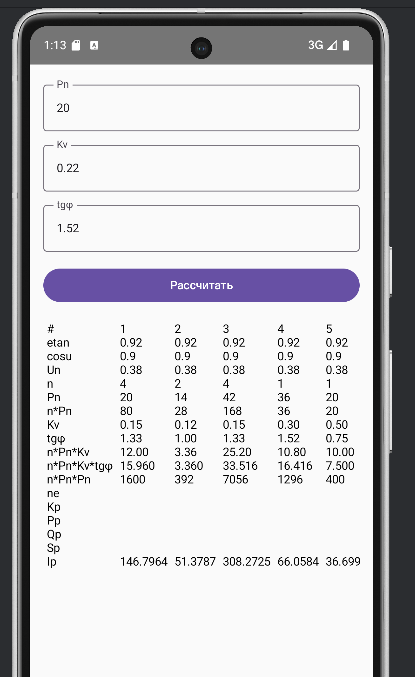 1:13 A 3G
Pn
20
Kv
0.22
tgφ
1.52
Рассчитать
# 1 2 3 4 5
etan 0.92 0.92 0.92 0.92 0.92
cosu 0.9 0.9 0.9 0.9 0.9
Un 0.38 0.38 0.38 0.38 0.38
n 4 2 4 1 1
Pn 20 14 42 36 20
n*Pn 80 28 168 36 20
Kv 0.15 0.12 0.15 0.30 0.50
tgφ 1.33 1.00 1.33 1.52 0.75
n*Pn*Kv 12.00 3.36 25.20 10.80 10.00
n*Pn*Kv*tgφ 15.960 3.360 33.516 16.416 7.500
n*Pn*Pn 1600 392 7056 1296 400
ne
Kp
Pp
Qp
Sp
Ip 146.7964 51.3787 308.2725 66.0584 36.699